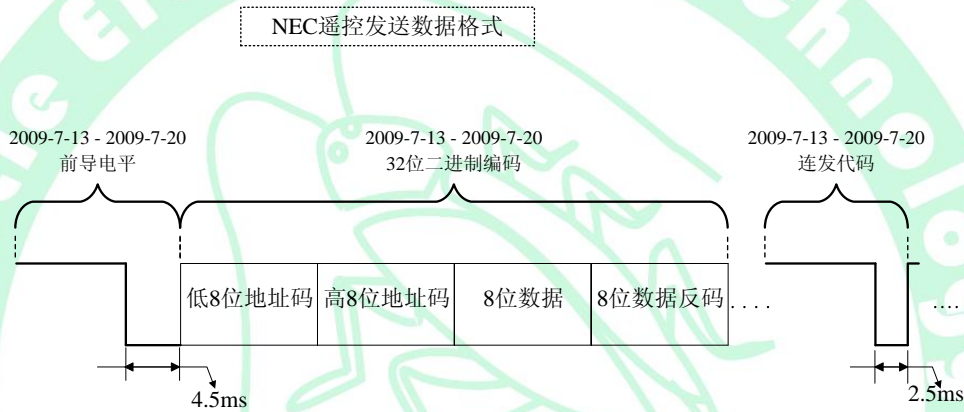 NEC遥控发送数据格式
2009-7-13 - 2009-7-20
前导电平
2009-7-13 - 2009-7-20
32位二进制编码
2009-7-13 - 2009-7-20
连发代码
低8位地址码
高8位地址码
8位数据
8位数据反码
....
....
4.5ms
2.5ms